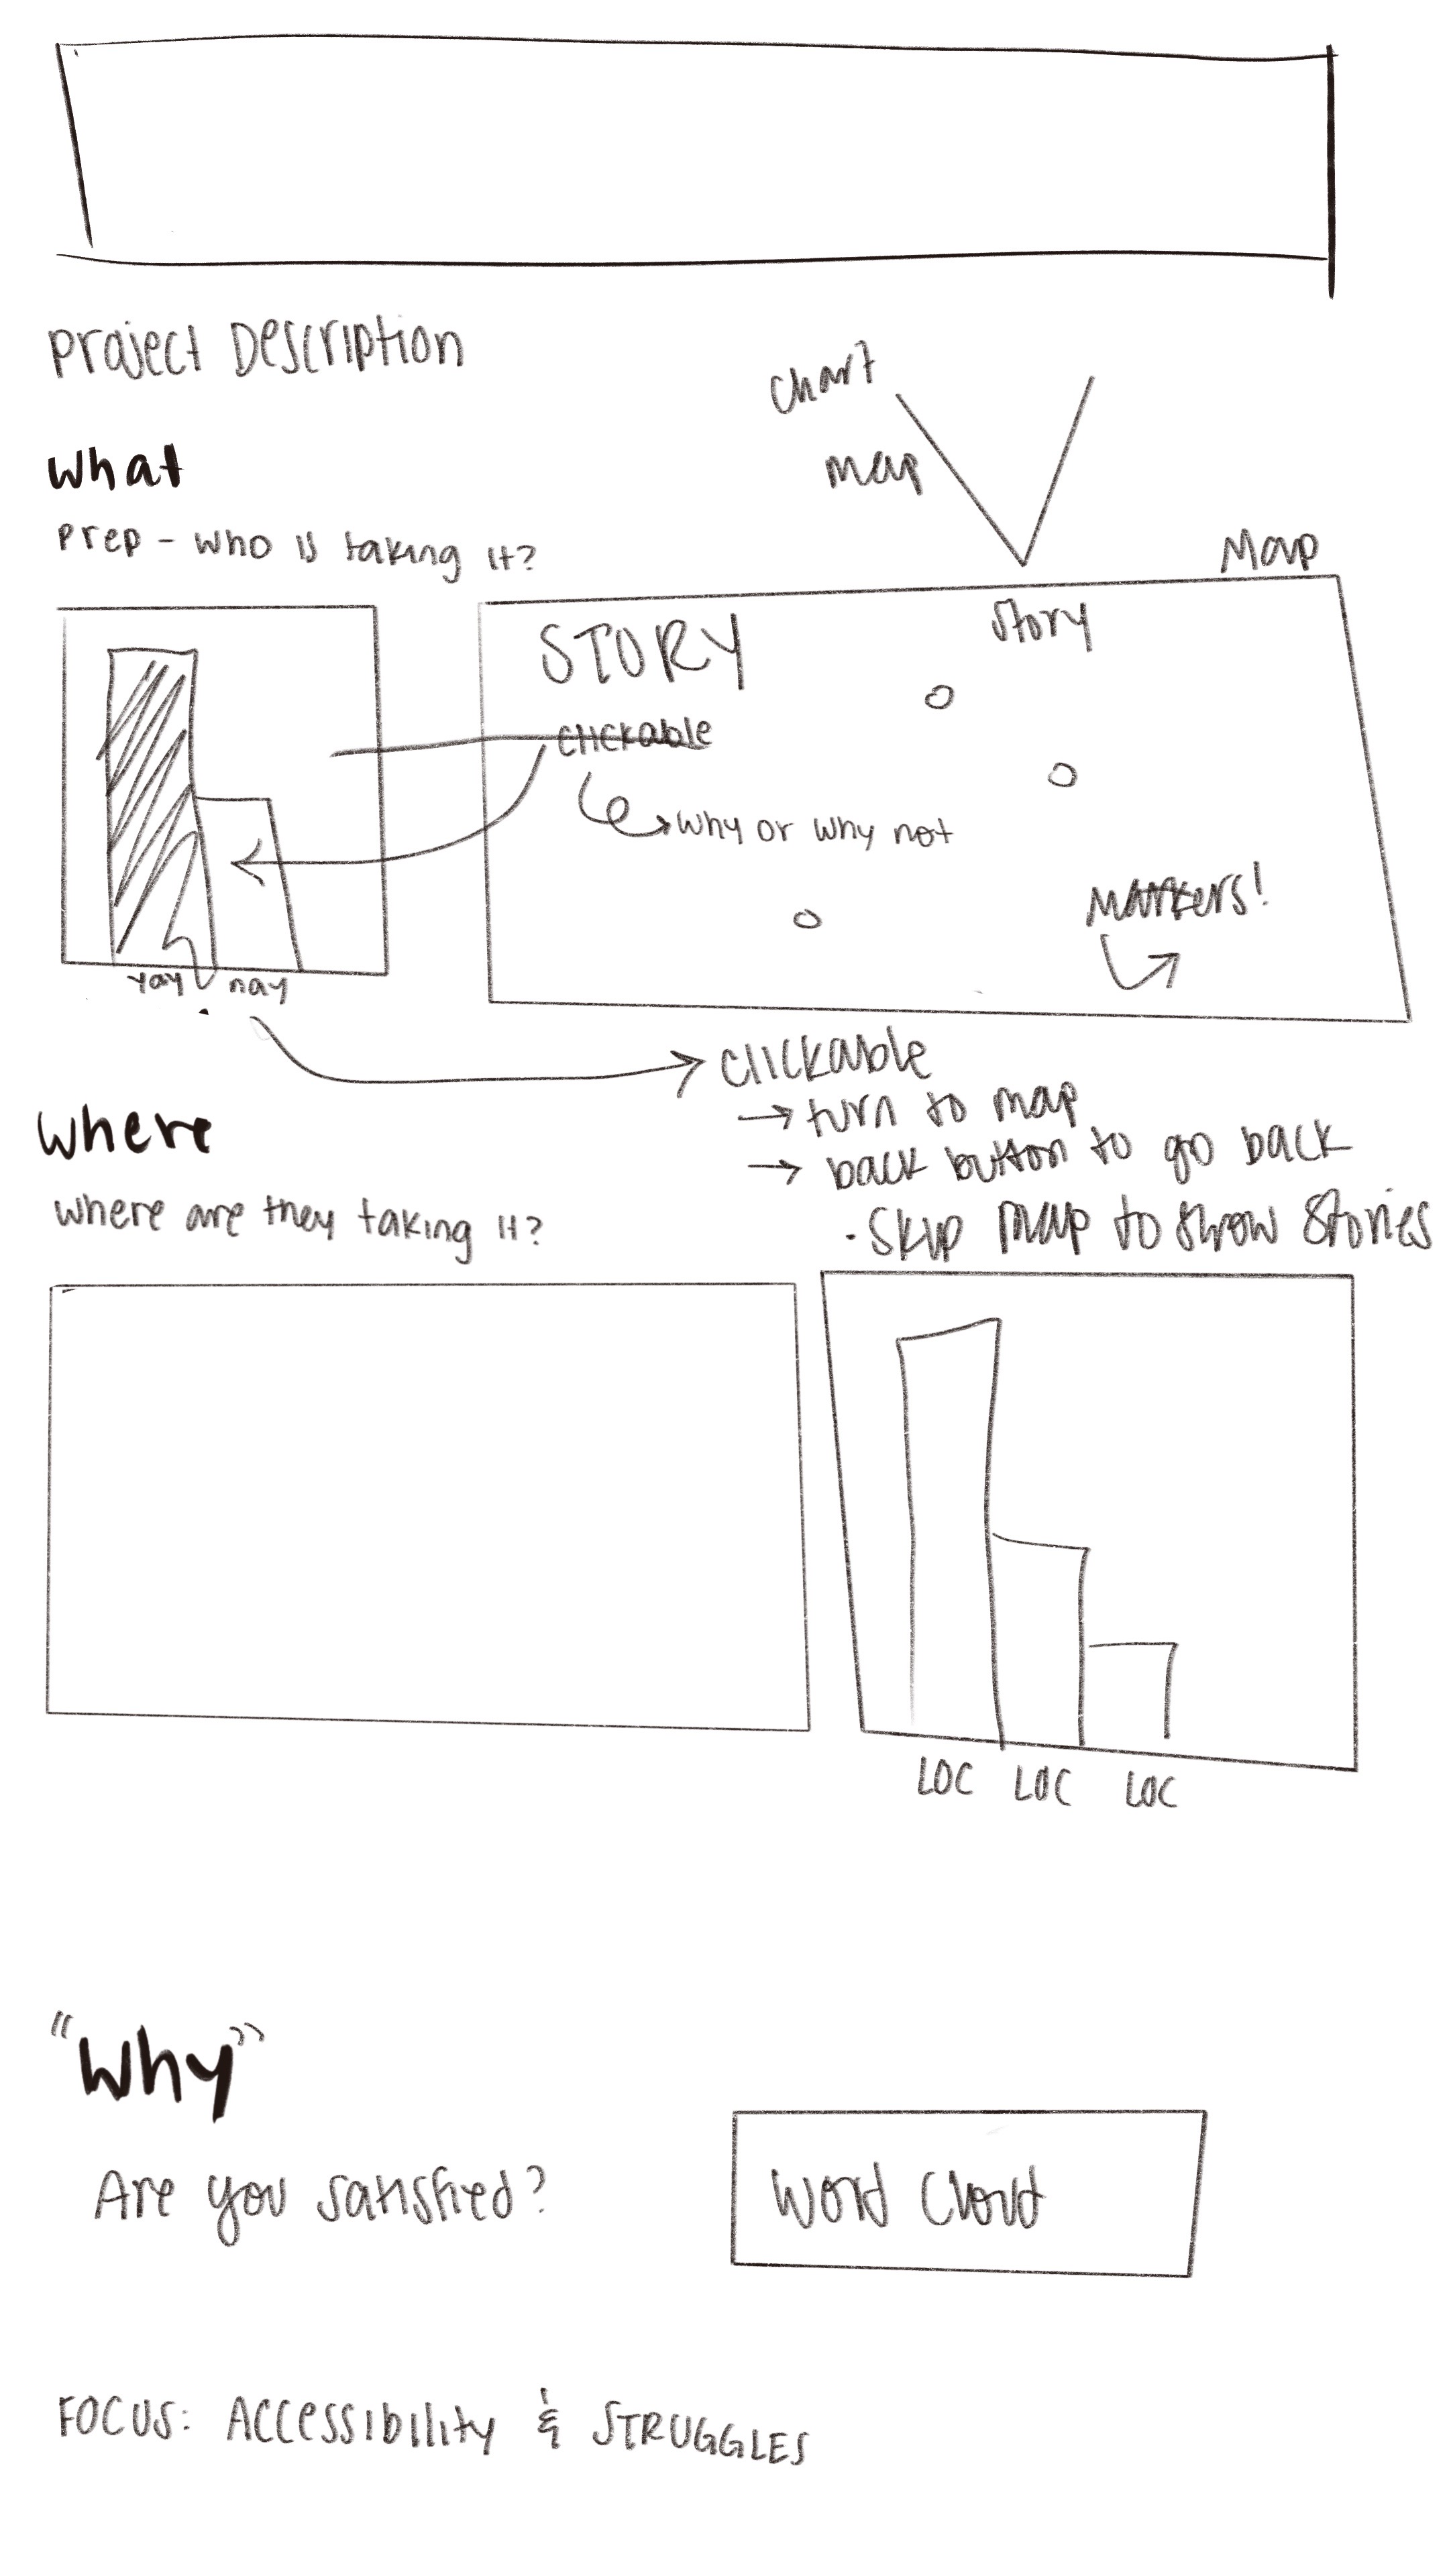 Project Description
chart
What
map
Prep - who is taking it?
Map
STORY
Story
clickable
why or why not
Markers!
yay nay
clickable
→ turn to map
→ back button to go back
Where
where are they taking it?
· Skip map to show stories
LOC LOC LOC
"Why"
Are you satisfied?
Word Cloud
FOCUS: Accessibility & STRUGGLES